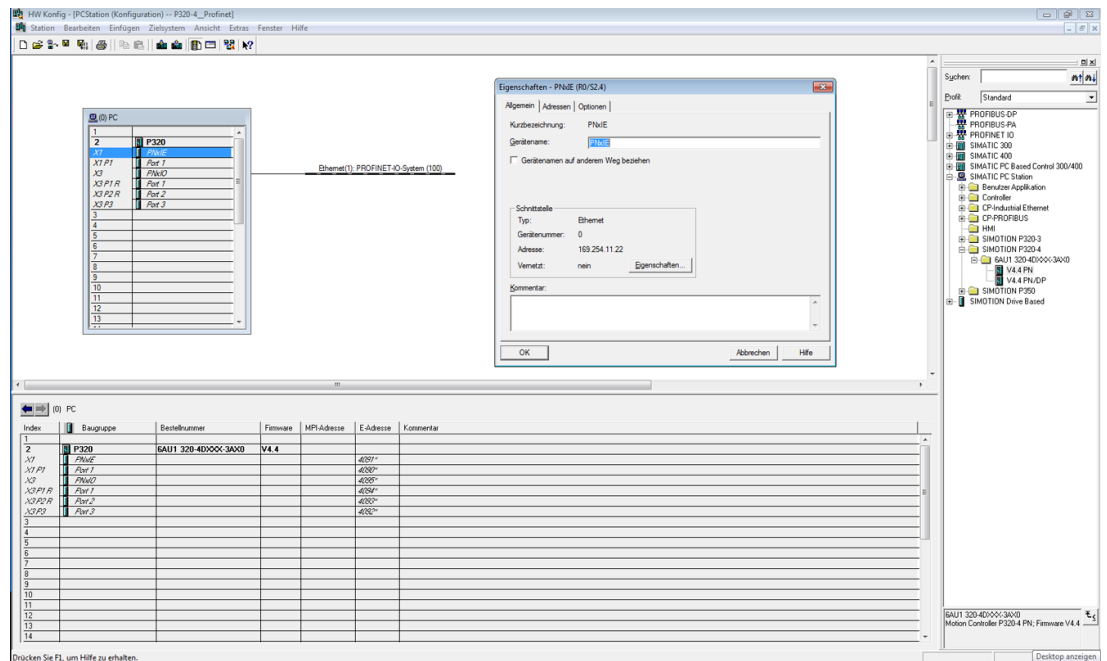 HW Konfig - [PCStation (Konfiguration) -- P320-4__Profinet]
Station Bearbeiten Einfügen Zielsystem Ansicht Extras Fenster Hilfe
(0) PC
1
2 P320
X1 PNxIE
X1 P1 Port 1
X3 PNxIO
X3 P1 R Port 1
X3 P2 R Port 2
X3 P3 Port 3
3
4
5
6
7
8
9
10
11
12
13
Ethernet(1): PROFINET-IO-System (100)
Eigenschaften - PNxIE (R0/S2.4)
Allgemein Adressen Optionen
Kurzbezeichnung: PNxIE
Gerätename: PNxIE
Gerätenamen auf anderem Weg beziehen
Schnittstelle
Typ: Ethernet
Gerätenummer: 0
Adresse: 169.254.11.22
Vernetzt: nein Eigenschaften...
Kommentar:
OK Abbrechen Hilfe
Suchen:
Profil: Standard
PROFIBUS-DP
PROFIBUS-PA
PROFINET IO
SIMATIC 300
SIMATIC 400
SIMATIC PC Based Control 300/400
SIMATIC PC Station
Benutzer Applikation
Controller
CP-Industrial Ethernet
CP-PROFIBUS
HMI
SIMOTION P320-3
SIMOTION P320-4
6AU1 320-4DXXX-3AX0
V4.4 PN
V4.4 PN/DP
SIMOTION P350
SIMOTION Drive Based
(0) PC
Index Baugruppe Bestellnummer Firmware MPI-Adresse E-Adresse Kommentar
1
2 P320 6AU1 320-4DXXX-3AX0 V4.4
X1 PNxIE 4091*
X1 P1 Port 1 4090*
X3 PNxIO 4095*
X3 P1 R Port 1 4094*
X3 P2 R Port 2 4093*
X3 P3 Port 3 4092*
3
4
5
6
7
8
9
10
11
12
13
14
6AU1 320-4DXXX-3AX0
Motion Controller P320-4 PN; Firmware V4.4
Drücken Sie F1, um Hilfe zu erhalten.
Desktop anzeigen